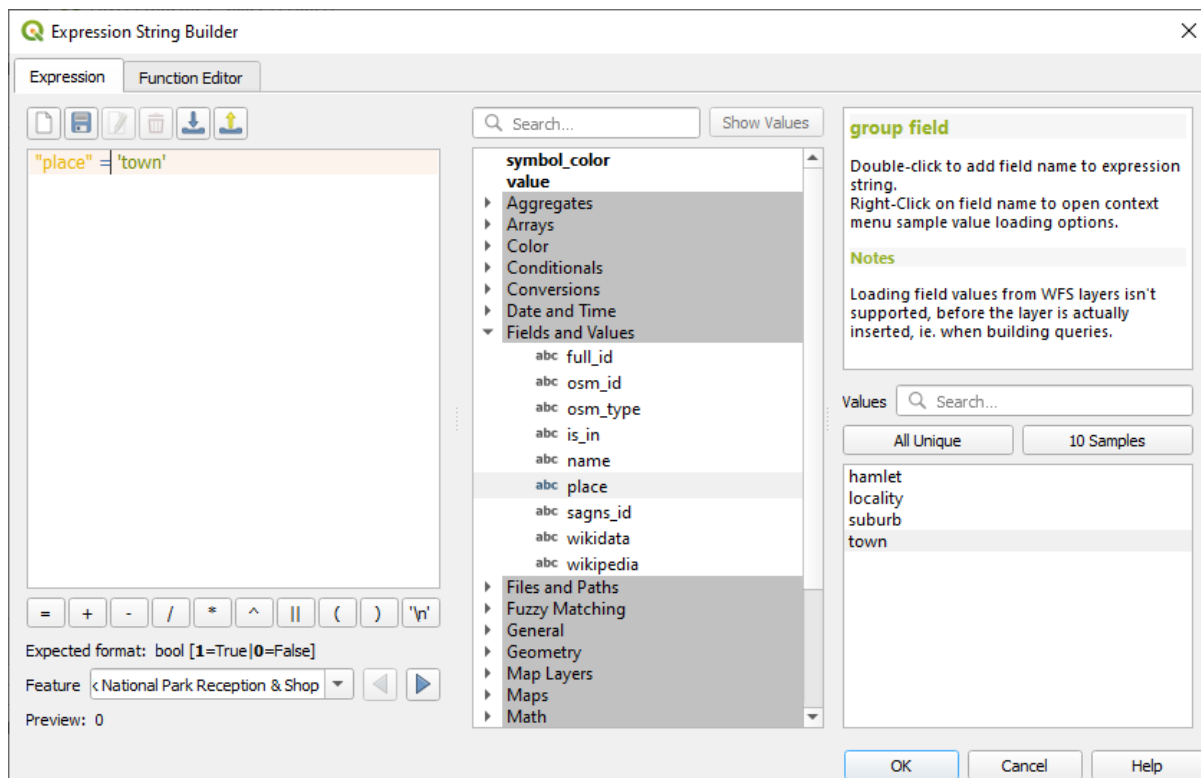 Expression String Builder
Expression
Function Editor
"place" = 'town'
=
+
-
/
*
^
||
(
)
'\n'
Expected format: bool [1=True|0=False]
Feature
National Park Reception & Shop
Preview: 0
Search...
Show Values
symbol_color
value
Aggregates
Arrays
Color
Conditionals
Conversions
Date and Time
Fields and Values
abc full_id
abc osm_id
abc osm_type
abc is_in
abc name
abc place
abc sagns_id
abc wikidata
abc wikipedia
Files and Paths
Fuzzy Matching
General
Geometry
Map Layers
Maps
Math
group field
Double-click to add field name to expression
string.
Right-Click on field name to open context
menu sample value loading options.
Notes
Loading field values from WFS layers isn't
supported, before the layer is actually
inserted, ie. when building queries.
Values
Search...
All Unique
10 Samples
hamlet
locality
suburb
town
OK
Cancel
Help